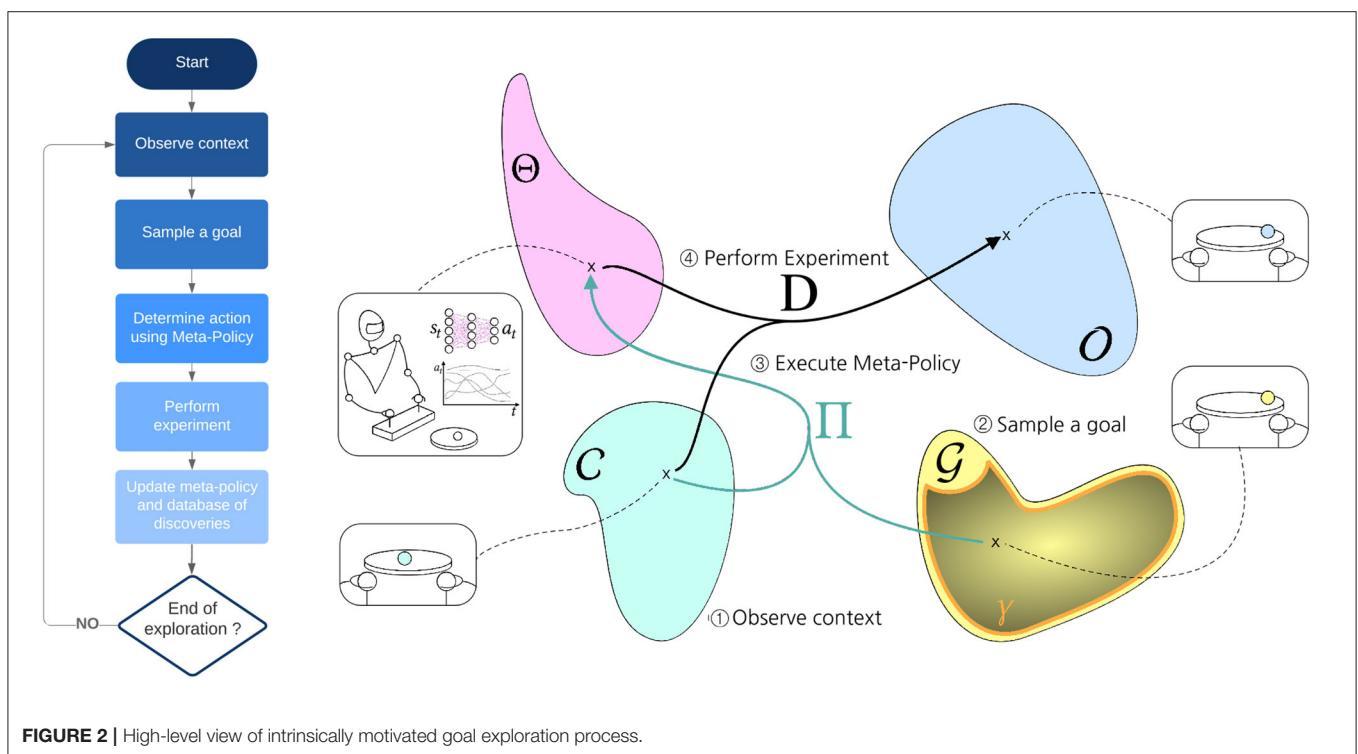 Start
Observe context
Sample a goal
Determine action
using Meta-Policy
Perform
experiment
Update meta-policy
and database of
discoveries
End of
exploration ?
NO
Θ
x
④ Perform Experiment
D
x
O
s_t
a_t
a_t
t
③ Execute Meta-Policy
Π
C
x
① Observe context
② Sample a goal
G
x
γ
FIGURE 2 | High-level view of intrinsically motivated goal exploration process.